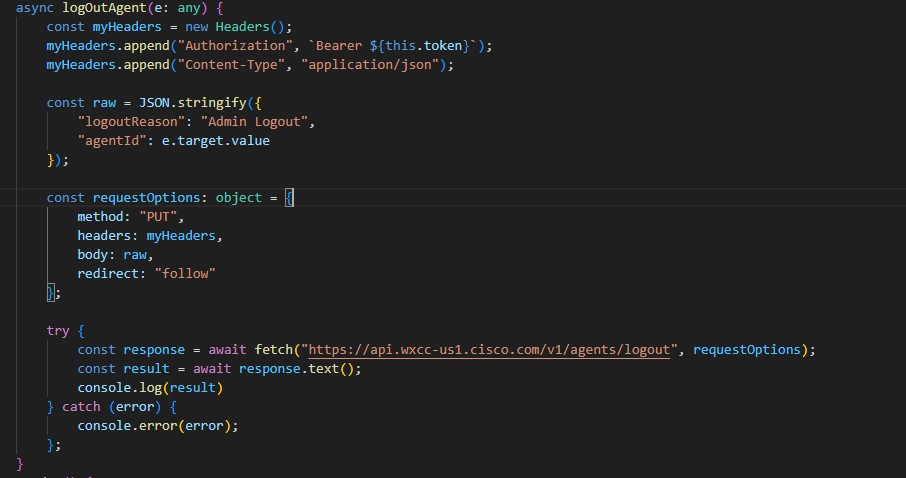 async logOutAgent(e: any) {
const myHeaders = new Headers();
myHeaders.append("Authorization", `Bearer ${this.token}`);
myHeaders.append("Content-Type", "application/json");
const raw = JSON.stringify({
"logoutReason": "Admin Logout",
"agentId": e.target.value
});
const requestOptions: object = {
method: "PUT",
headers: myHeaders,
body: raw,
redirect: "follow"
};
try {
const response = await fetch("https://api.wxcc-us1.cisco.com/v1/agents/logout", requestOptions);
const result = await response.text();
console.log(result)
} catch (error) {
console.error(error);
};
}